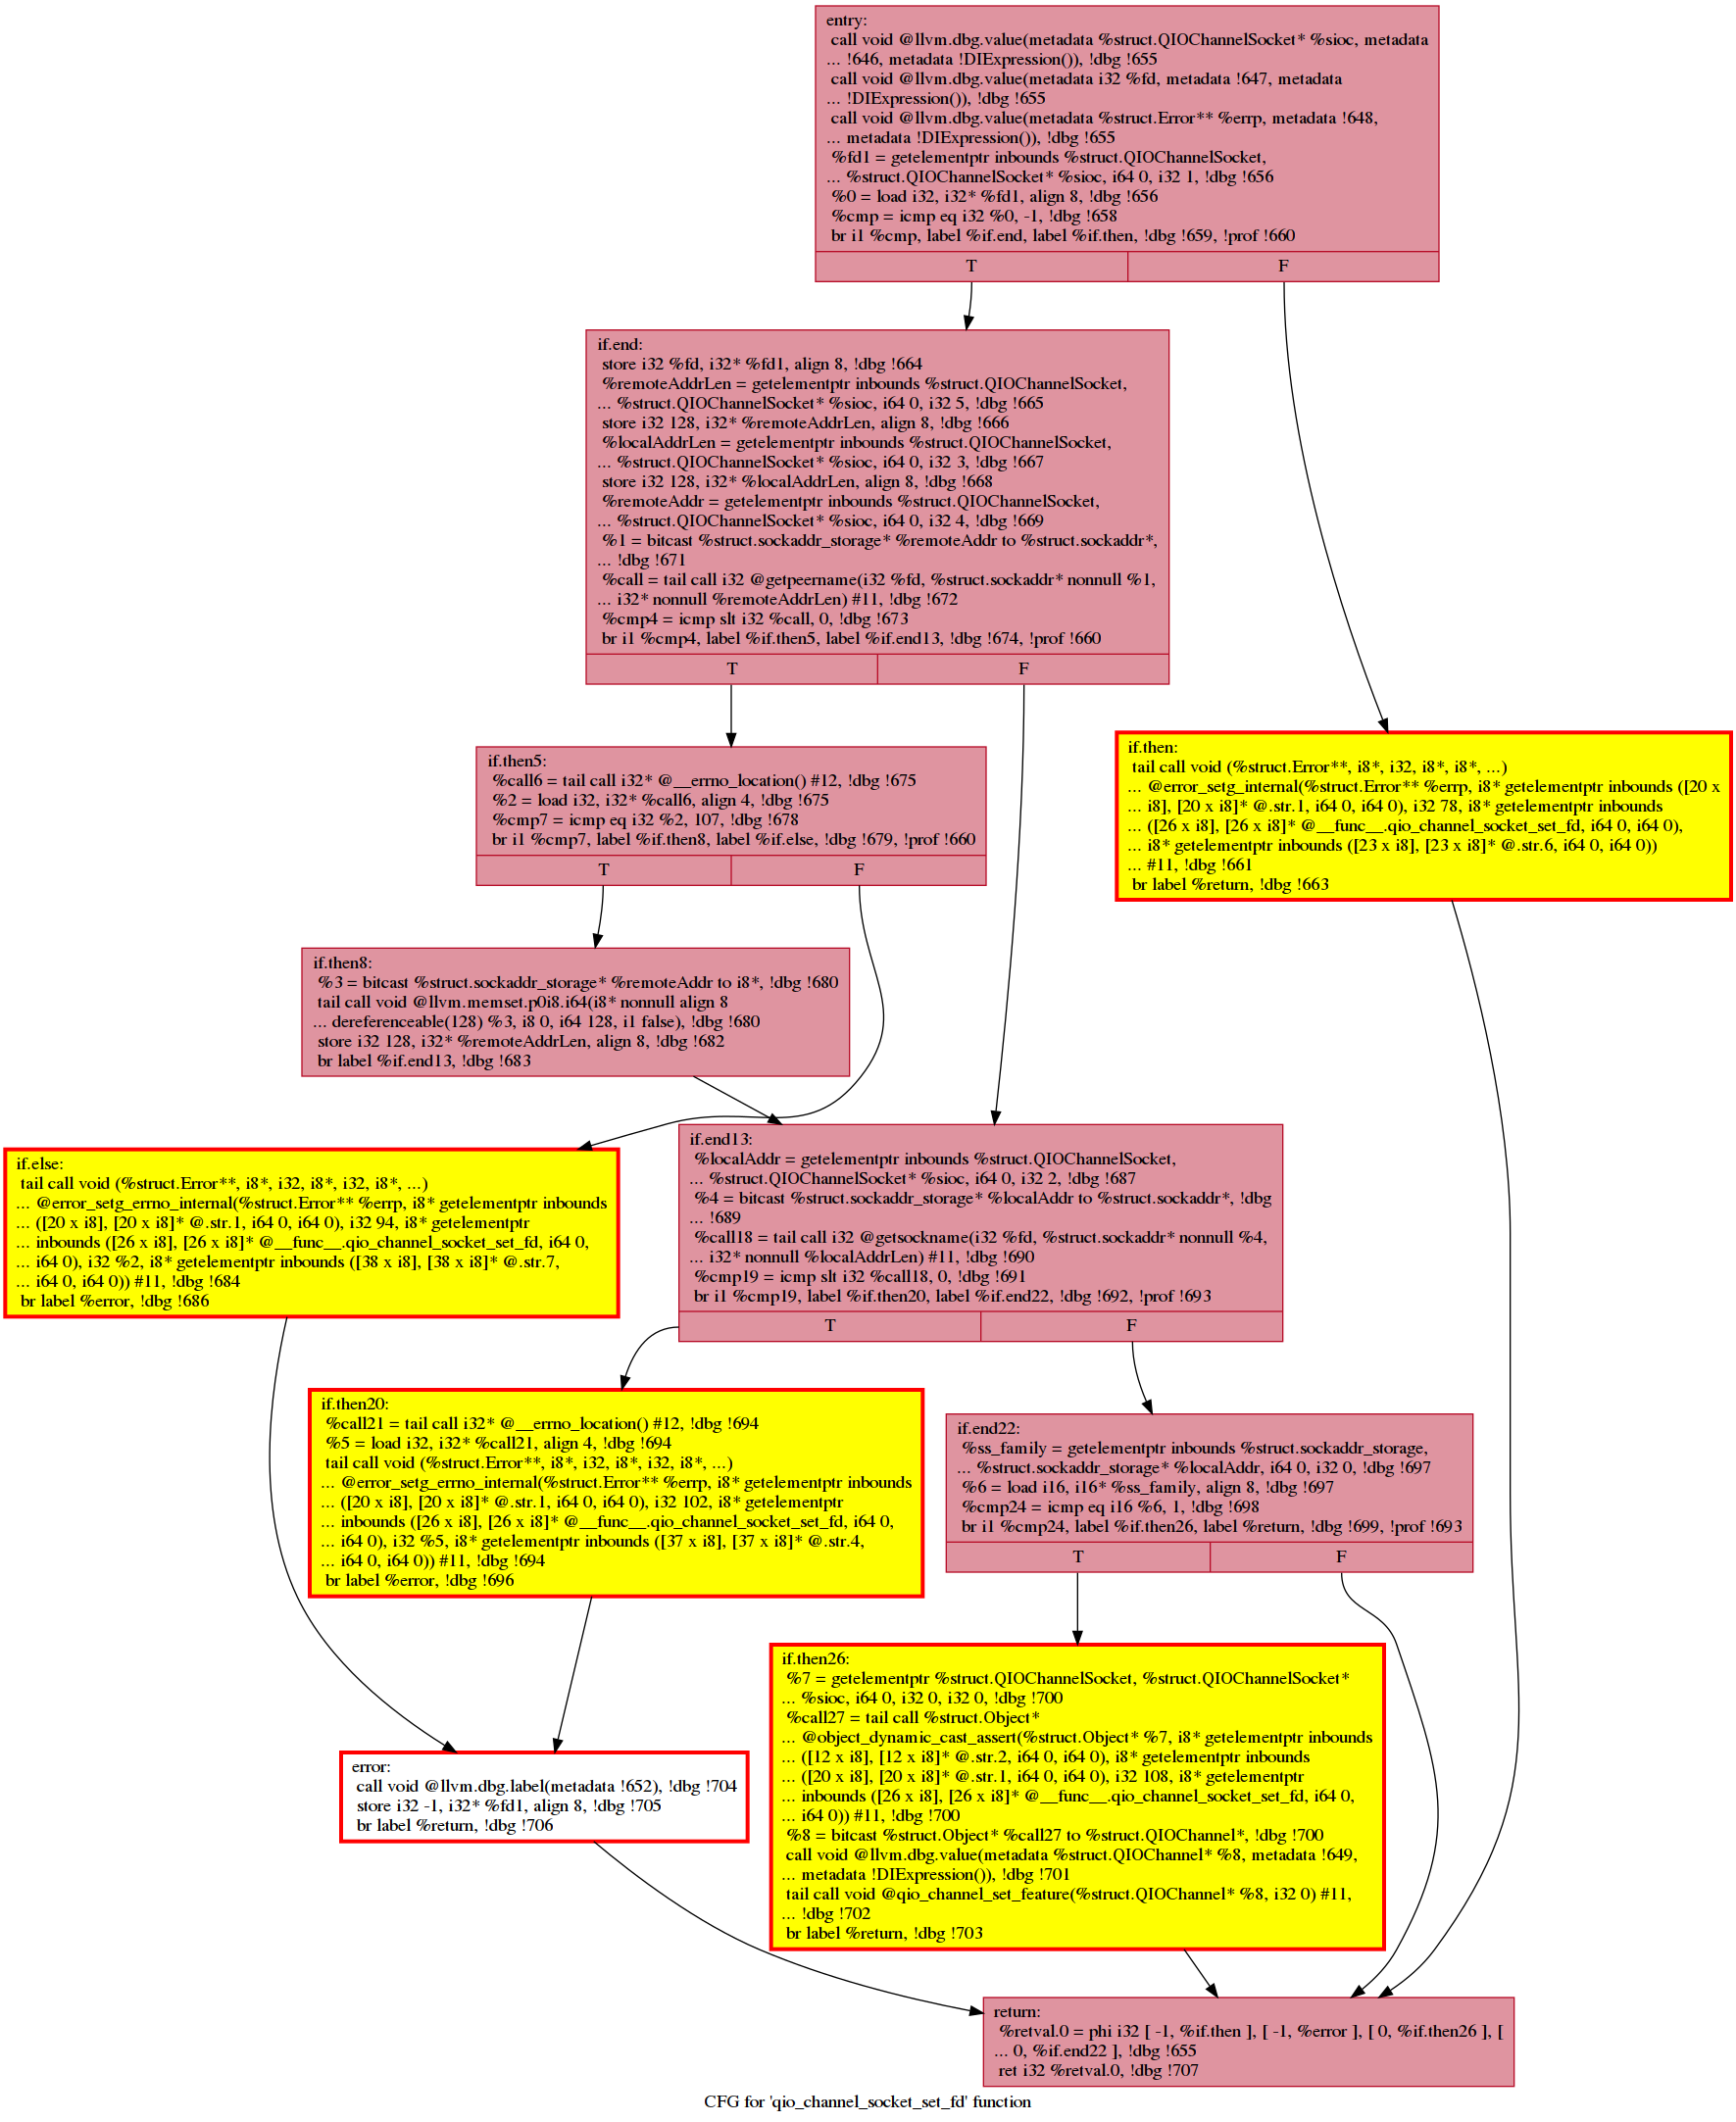 entry:
call void @llvm.dbg.value(metadata %struct.QIOChannelSocket* %sioc, metadata
... !646, metadata !DIExpression()), !dbg !655
call void @llvm.dbg.value(metadata i32 %fd, metadata !647, metadata
... !DIExpression()), !dbg !655
call void @llvm.dbg.value(metadata %struct.Error** %errp, metadata !648,
... metadata !DIExpression()), !dbg !655
%fd1 = getelementptr inbounds %struct.QIOChannelSocket,
... %struct.QIOChannelSocket* %sioc, i64 0, i32 1, !dbg !656
%0 = load i32, i32* %fd1, align 8, !dbg !656
%cmp = icmp eq i32 %0, -1, !dbg !658
br i1 %cmp, label %if.end, label %if.then, !dbg !659, !prof !660
T
F
if.end:
store i32 %fd, i32* %fd1, align 8, !dbg !664
%remoteAddrLen = getelementptr inbounds %struct.QIOChannelSocket,
... %struct.QIOChannelSocket* %sioc, i64 0, i32 5, !dbg !665
store i32 128, i32* %remoteAddrLen, align 8, !dbg !666
%localAddrLen = getelementptr inbounds %struct.QIOChannelSocket,
... %struct.QIOChannelSocket* %sioc, i64 0, i32 3, !dbg !667
store i32 128, i32* %localAddrLen, align 8, !dbg !668
%remoteAddr = getelementptr inbounds %struct.QIOChannelSocket,
... %struct.QIOChannelSocket* %sioc, i64 0, i32 4, !dbg !669
%1 = bitcast %struct.sockaddr_storage* %remoteAddr to %struct.sockaddr*,
... !dbg !671
%call = tail call i32 @getpeername(i32 %fd, %struct.sockaddr* nonnull %1,
... i32* nonnull %remoteAddrLen) #11, !dbg !672
%cmp4 = icmp slt i32 %call, 0, !dbg !673
br i1 %cmp4, label %if.then5, label %if.end13, !dbg !674, !prof !660
T
F
if.then:
tail call void (%struct.Error**, i8*, i32, i8*, i8*, ...)
... @error_setg_internal(%struct.Error** %errp, i8* getelementptr inbounds ([20 x
... i8], [20 x i8]* @.str.1, i64 0, i64 0), i32 78, i8* getelementptr inbounds
... ([26 x i8], [26 x i8]* @__func__.qio_channel_socket_set_fd, i64 0, i64 0),
... i8* getelementptr inbounds ([23 x i8], [23 x i8]* @.str.6, i64 0, i64 0))
... #11, !dbg !661
br label %return, !dbg !663
if.then5:
%call6 = tail call i32* @__errno_location() #12, !dbg !675
%2 = load i32, i32* %call6, align 4, !dbg !675
%cmp7 = icmp eq i32 %2, 107, !dbg !678
br i1 %cmp7, label %if.then8, label %if.else, !dbg !679, !prof !660
T
F
if.then8:
%3 = bitcast %struct.sockaddr_storage* %remoteAddr to i8*, !dbg !680
tail call void @llvm.memset.p0i8.i64(i8* nonnull align 8
... dereferenceable(128) %3, i8 0, i64 128, i1 false), !dbg !680
store i32 128, i32* %remoteAddrLen, align 8, !dbg !682
br label %if.end13, !dbg !683
if.else:
tail call void (%struct.Error**, i8*, i32, i8*, i32, i8*, ...)
... @error_setg_errno_internal(%struct.Error** %errp, i8* getelementptr inbounds
... ([20 x i8], [20 x i8]* @.str.1, i64 0, i64 0), i32 94, i8* getelementptr
... inbounds ([26 x i8], [26 x i8]* @__func__.qio_channel_socket_set_fd, i64 0,
... i64 0), i32 %2, i8* getelementptr inbounds ([38 x i8], [38 x i8]* @.str.7,
... i64 0, i64 0)) #11, !dbg !684
br label %error, !dbg !686
if.end13:
%localAddr = getelementptr inbounds %struct.QIOChannelSocket,
... %struct.QIOChannelSocket* %sioc, i64 0, i32 2, !dbg !687
%4 = bitcast %struct.sockaddr_storage* %localAddr to %struct.sockaddr*, !dbg
... !689
%call18 = tail call i32 @getsockname(i32 %fd, %struct.sockaddr* nonnull %4,
... i32* nonnull %localAddrLen) #11, !dbg !690
%cmp19 = icmp slt i32 %call18, 0, !dbg !691
br i1 %cmp19, label %if.then20, label %if.end22, !dbg !692, !prof !693
T
F
if.then20:
%call21 = tail call i32* @__errno_location() #12, !dbg !694
%5 = load i32, i32* %call21, align 4, !dbg !694
tail call void (%struct.Error**, i8*, i32, i8*, i32, i8*, ...)
... @error_setg_errno_internal(%struct.Error** %errp, i8* getelementptr inbounds
... ([20 x i8], [20 x i8]* @.str.1, i64 0, i64 0), i32 102, i8* getelementptr
... inbounds ([26 x i8], [26 x i8]* @__func__.qio_channel_socket_set_fd, i64 0,
... i64 0), i32 %5, i8* getelementptr inbounds ([37 x i8], [37 x i8]* @.str.4,
... i64 0, i64 0)) #11, !dbg !694
br label %error, !dbg !696
if.end22:
%ss_family = getelementptr inbounds %struct.sockaddr_storage,
... %struct.sockaddr_storage* %localAddr, i64 0, i32 0, !dbg !697
%6 = load i16, i16* %ss_family, align 8, !dbg !697
%cmp24 = icmp eq i16 %6, 1, !dbg !698
br i1 %cmp24, label %if.then26, label %return, !dbg !699, !prof !693
T
F
if.then26:
%7 = getelementptr %struct.QIOChannelSocket, %struct.QIOChannelSocket*
... %sioc, i64 0, i32 0, i32 0, !dbg !700
%call27 = tail call %struct.Object*
... @object_dynamic_cast_assert(%struct.Object* %7, i8* getelementptr inbounds
... ([12 x i8], [12 x i8]* @.str.2, i64 0, i64 0), i8* getelementptr inbounds
... ([20 x i8], [20 x i8]* @.str.1, i64 0, i64 0), i32 108, i8* getelementptr
... inbounds ([26 x i8], [26 x i8]* @__func__.qio_channel_socket_set_fd, i64 0,
... i64 0)) #11, !dbg !700
%8 = bitcast %struct.Object* %call27 to %struct.QIOChannel*, !dbg !700
call void @llvm.dbg.value(metadata %struct.QIOChannel* %8, metadata !649,
... metadata !DIExpression()), !dbg !701
tail call void @qio_channel_set_feature(%struct.QIOChannel* %8, i32 0) #11,
... !dbg !702
br label %return, !dbg !703
error:
call void @llvm.dbg.label(metadata !652), !dbg !704
store i32 -1, i32* %fd1, align 8, !dbg !705
br label %return, !dbg !706
return:
%retval.0 = phi i32 [ -1, %if.then ], [ -1, %error ], [ 0, %if.then26 ], [
... 0, %if.end22 ], !dbg !655
ret i32 %retval.0, !dbg !707
CFG for 'qio_channel_socket_set_fd' function